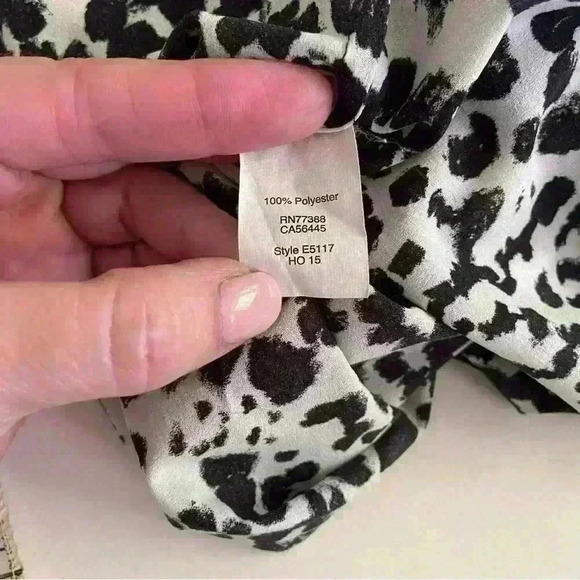 100% Polyester
RN77388
CA56445
Style E5117
HO 15